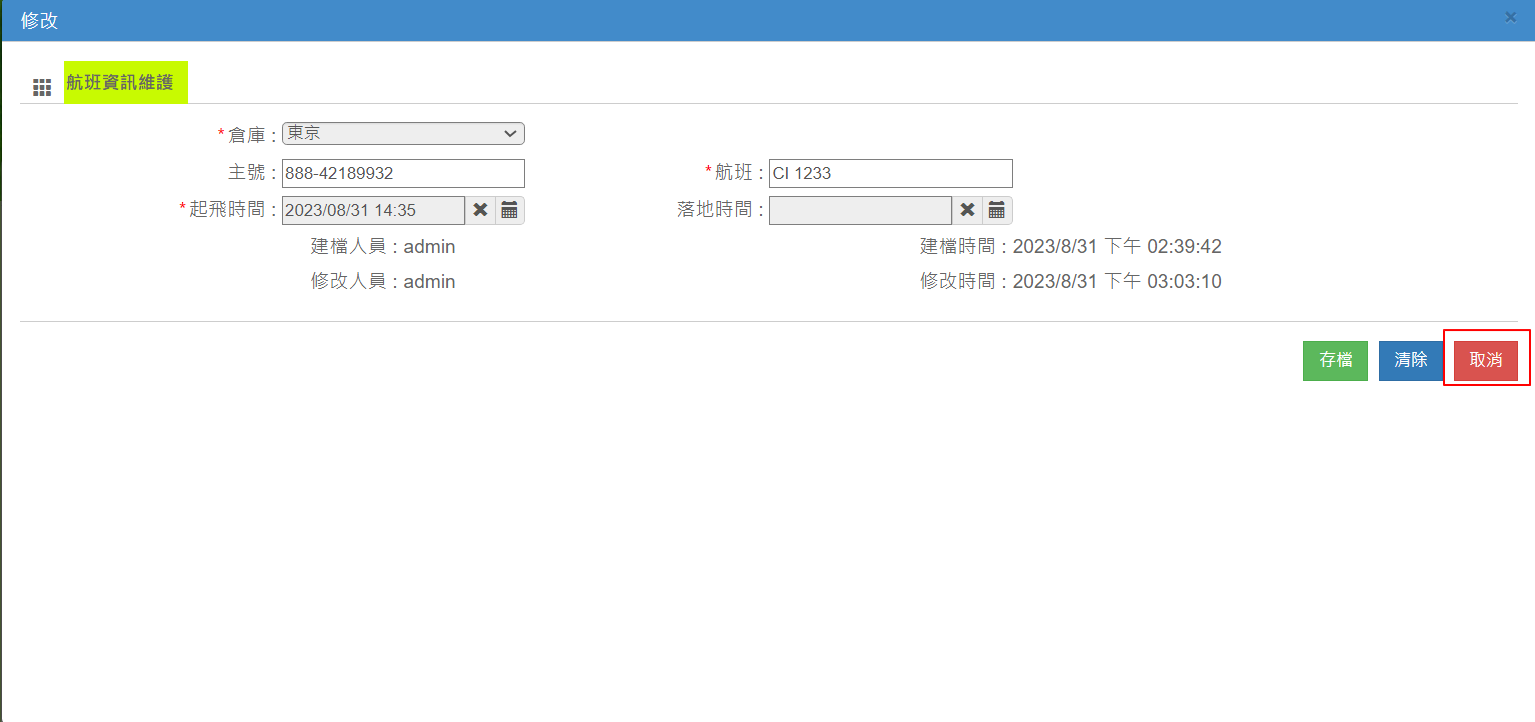 修改 ×
航班資訊維護
*倉庫 : 東京
主號 : 888-42189932 *航班 : CI 1233
*起飛時間 : 2023/08/31 14:35 落地時間 :
建檔人員 : admin 建檔時間 : 2023/8/31 下午 02:39:42
修改人員 : admin 修改時間 : 2023/8/31 下午 03:03:10
存檔 清除 取消